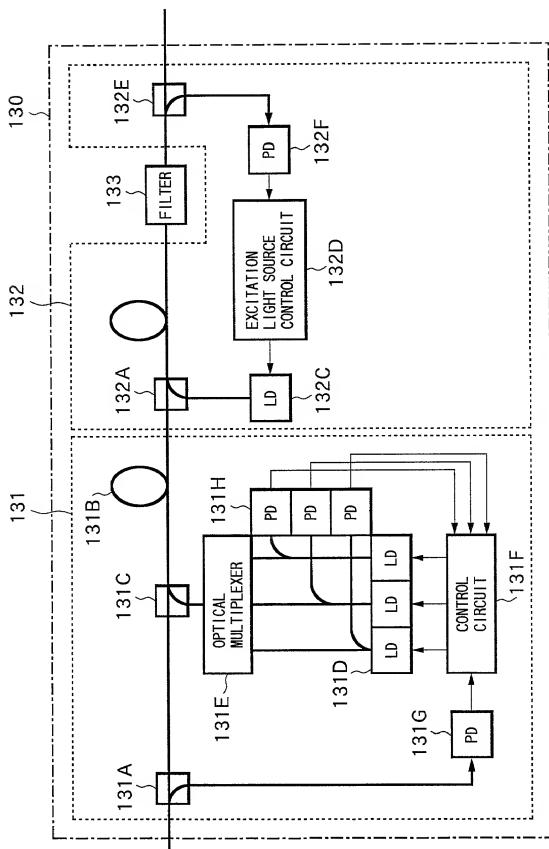 130
131
132
131A
131C
131B
132A
133
FILTER
132E
PD
132F
EXCITATION
LIGHT SOURCE
CONTROL CIRCUIT
132D
LD
132C
131H
PD
PD
PD
OPTICAL
MULTIPLEXER
131E
LD
LD
LD
131D
CONTROL
CIRCUIT
131F
PD
131G